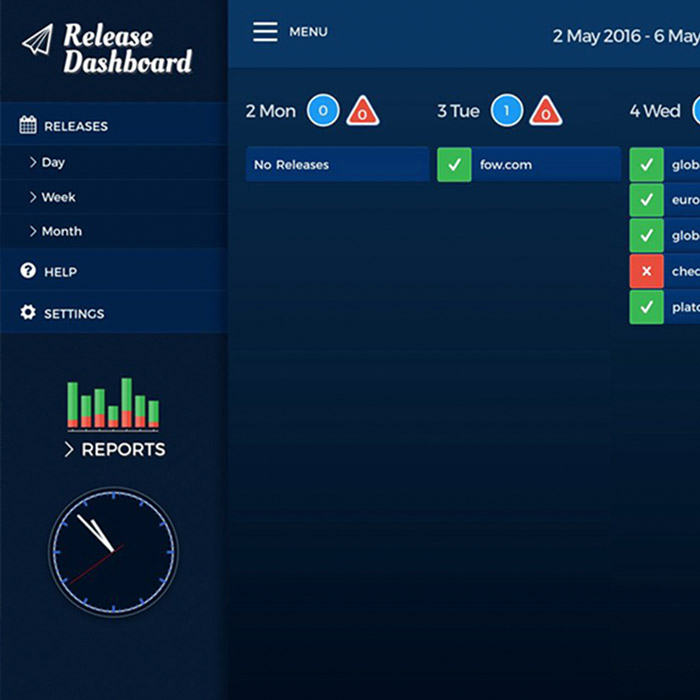 Release
Dashboard
MENU
2 May 2016 - 6 May
RELEASES
Day
Week
Month
HELP
SETTINGS
REPORTS
2 Mon 0 0
3 Tue 1 0
4 Wed
No Releases
fow.com
glob
euro
glob
chec
plato